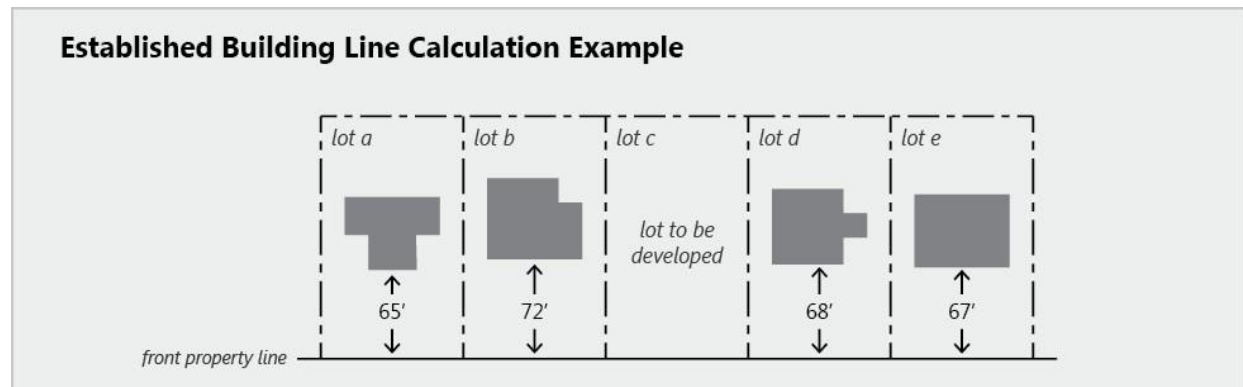 Established Building Line Calculation Example
lot a
lot b
lot c
lot d
lot e
lot to be
developed
65′
72′
68′
67′
front property line